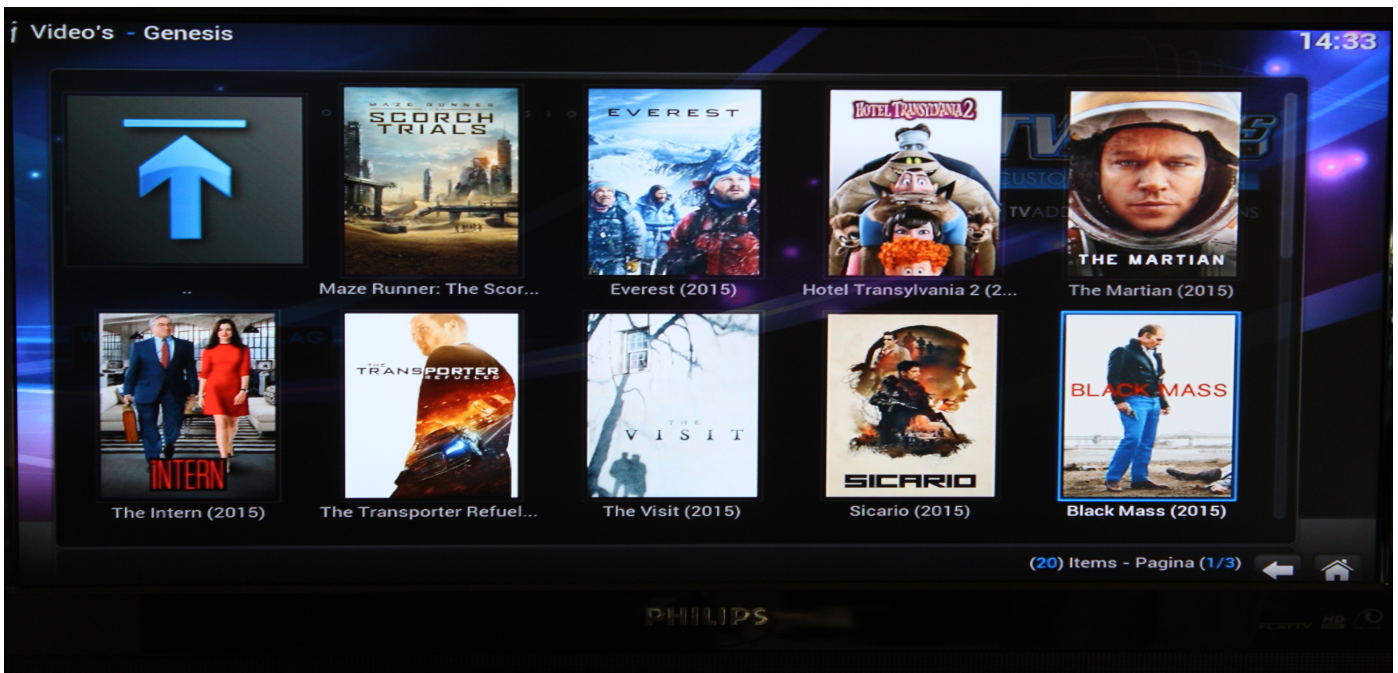 Video's - Genesis
14:33
MAZE RUNNER
SCORCH
TRIALS
EVEREST
HOTEL TRANSYLVANIA 2
THE MARTIAN
..
Maze Runner: The Scor...
Everest (2015)
Hotel Transylvania 2 (2...
The Martian (2015)
INTERN
THE
TRANSPORTER
REFUELED
THE
VISIT
SICARIO
BLACK MASS
The Intern (2015)
The Transporter Refuel...
The Visit (2015)
Sicario (2015)
Black Mass (2015)
(20) Items - Pagina (1/3)
PHILIPS